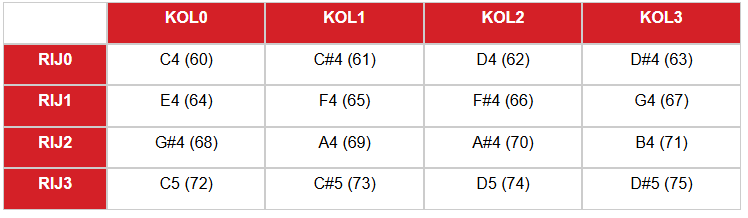 KOL0 KOL1 KOL2 KOL3
RIJ0 C4 (60) C#4 (61) D4 (62) D#4 (63)
RIJ1 E4 (64) F4 (65) F#4 (66) G4 (67)
RIJ2 G#4 (68) A4 (69) A#4 (70) B4 (71)
RIJ3 C5 (72) C#5 (73) D5 (74) D#5 (75)